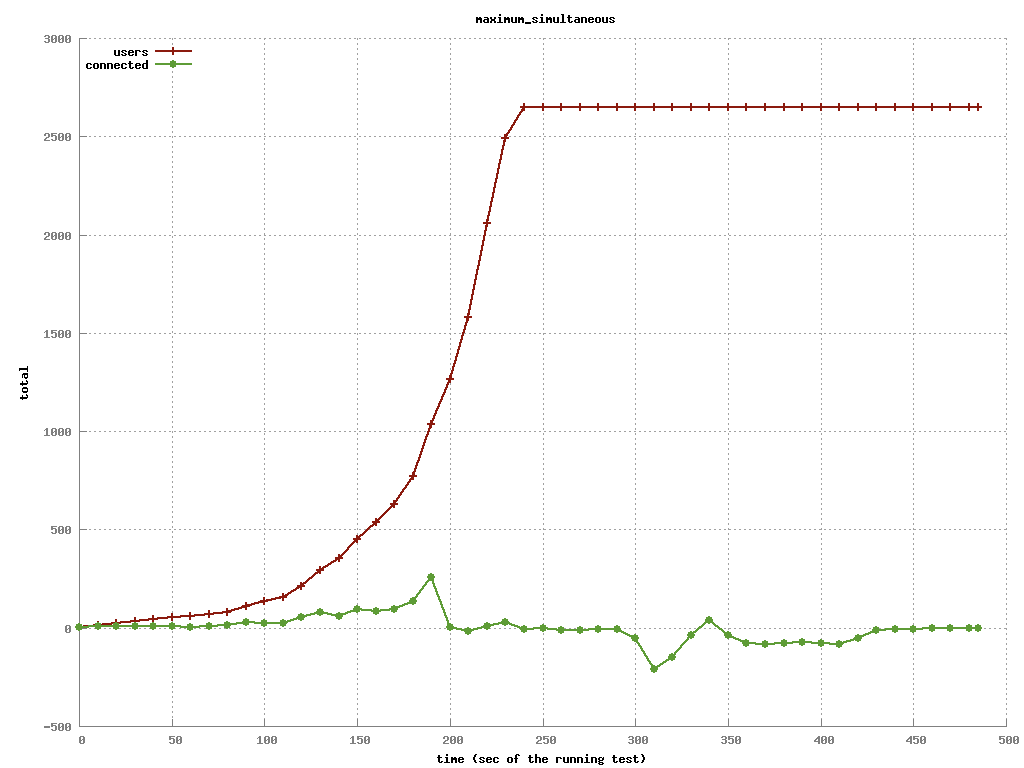 maximum_simultaneous
users
connected
3000
2500
2000
1500
1000
500
0
-500
total
0 50 100 150 200 250 300 350 400 450 500
time (sec of the running test)